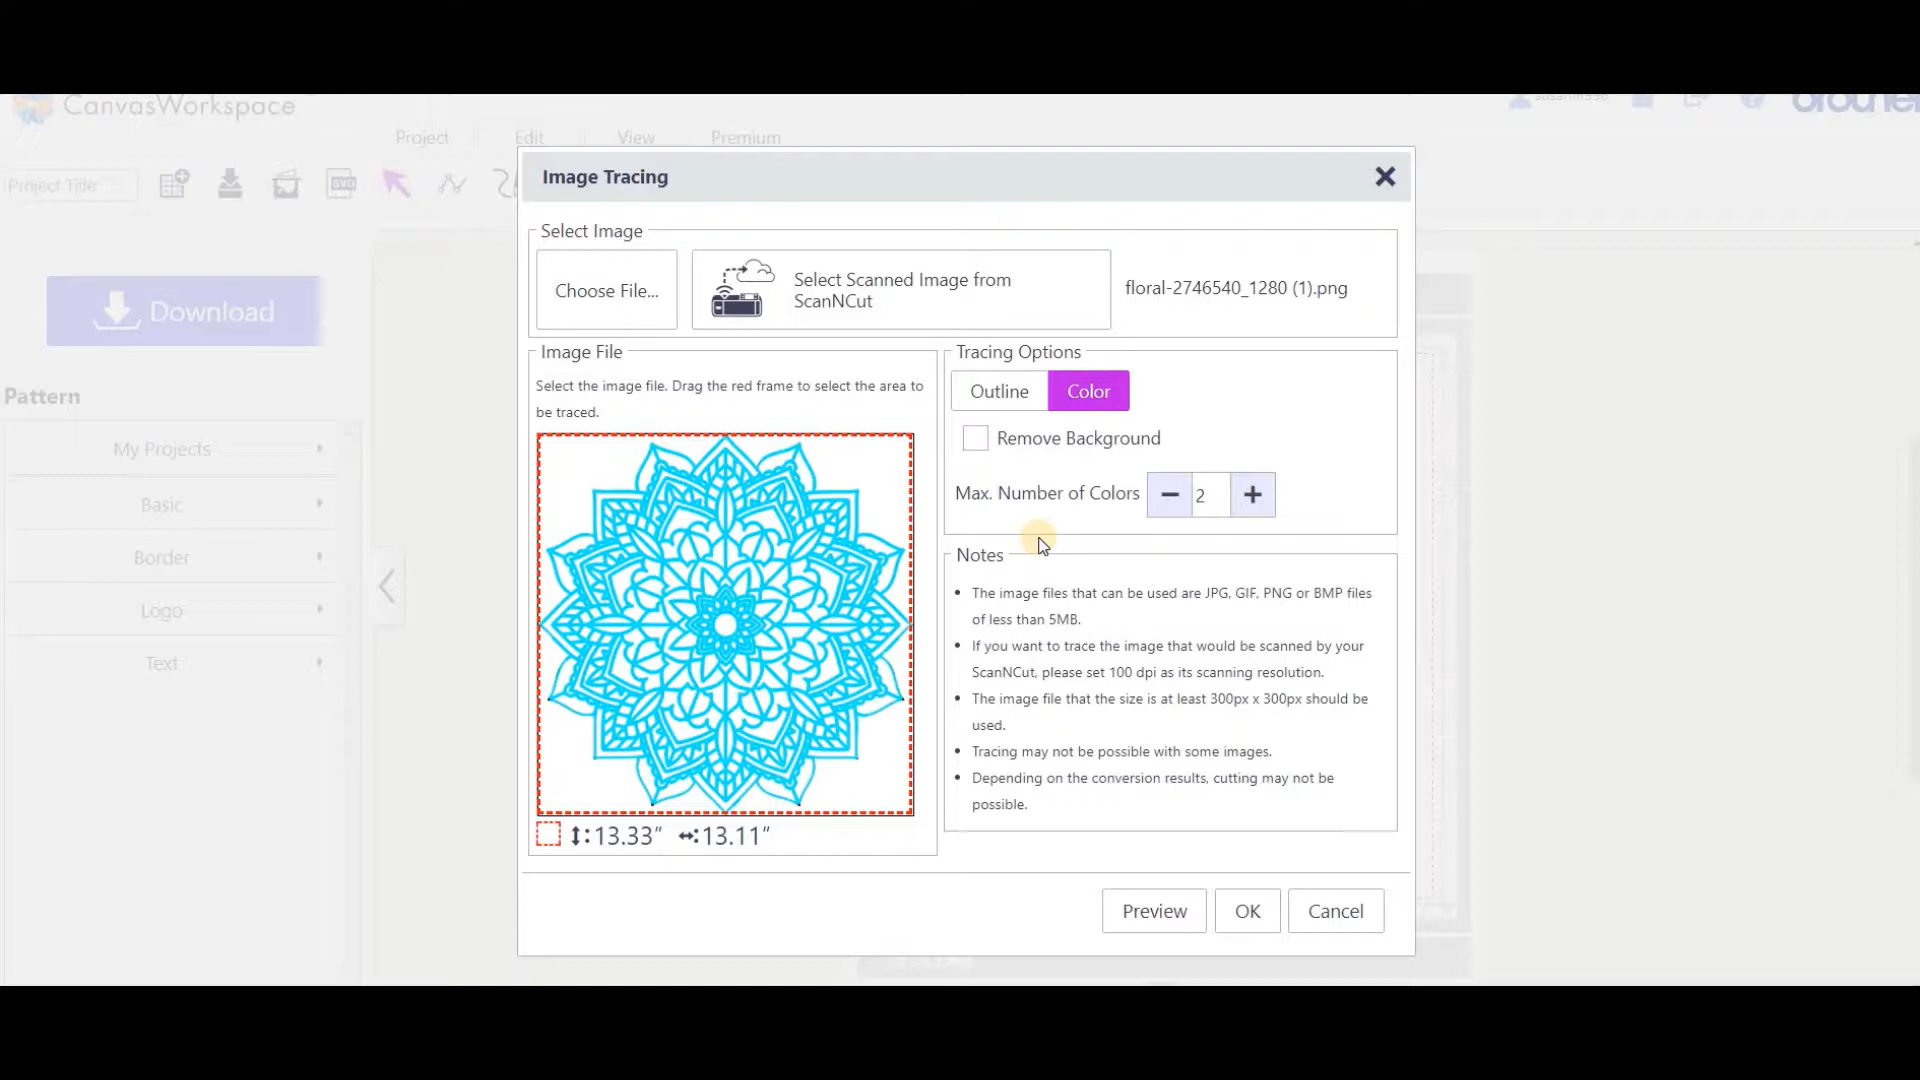 CanvasWorkspace
Project Edit View Premium
Project Title
SVG
Image Tracing
Select Image
Choose File...
Select Scanned Image from
ScanNCut
floral-2746540_1280 (1).png
Download
Image File
Select the image file. Drag the red frame to select the area to
be traced.
Tracing Options
Outline Color
Remove Background
Max. Number of Colors - 2 +
Pattern
My Projects
Basic
Border
Logo
Text
Notes
• The image files that can be used are JPG, GIF, PNG or BMP files
of less than 5MB.
• If you want to trace the image that would be scanned by your
ScanNCut, please set 100 dpi as its scanning resolution.
• The image file that the size is at least 300px x 300px should be
used.
• Tracing may not be possible with some images.
• Depending on the conversion results, cutting may not be
possible.
:13.33" :13.11"
Preview OK Cancel